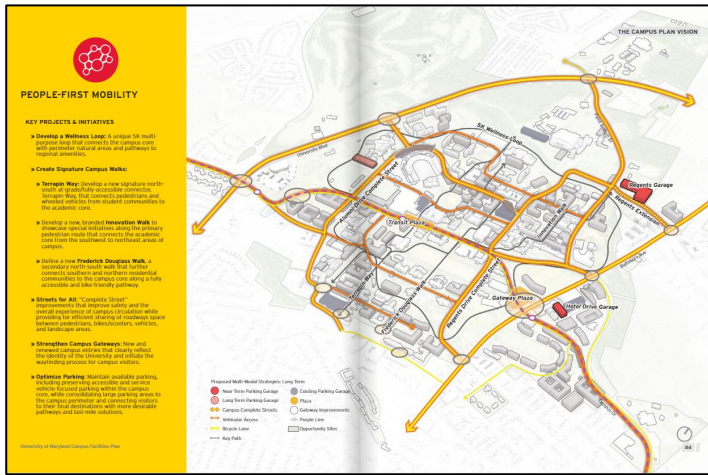 PEOPLE-FIRST MOBILITY
KEY PROJECTS & INITIATIVES
» Develop a Wellness Loop: A unique 5K multi-
purpose loop that connects the campus core
with perimeter natural areas and pathways to
regional amenities.
» Create Signature Campus Walks:
» Terrapin Way: Develop a new signature north-
south at-grade/fully accessible connector,
Terrapin Way, that connects pedestrians and
wheeled vehicles from student communities to
the academic core.
» Develop a new, branded Innovation Walk to
showcase special initiatives along the primary
pedestrian route that connects the academic
core from the southwest to northeast areas of
campus.
» Define a new Frederick Douglass Walk, a
secondary north-south walk that further
connects southern and northern residential
communities to the campus core along a fully
accessible and bike-friendly pathway.
» Streets for All: "Complete Street"
improvements that improve safety and the
overall experience of campus circulation while
providing for efficient sharing of roadways space
between pedestrians, bikes/scooters, vehicles,
and landscape areas.
» Strengthen Campus Gateways: New and
renewed campus entries that clearly reflect
the identity of the University and initiate the
wayfinding process for campus visitors.
» Optimize Parking: Maintain available parking,
including preserving accessible and service
vehicle-focused parking within the campus
core, while consolidating large parking areas to
the campus perimeter and connecting visitors
to their final destinations with more desirable
pathways and last-mile solutions.
University of Maryland Campus Facilities Plan
THE CAMPUS PLAN VISION
University Blvd
5K Wellness Loop
Alumni Drive Complete Street
Transit Plaza
Innovation Walk
Regents Garage
Regents Extension
Terrapin Way
Frederick Douglass Walk
Regents Drive Complete Street
Gateway Plaza
Hotel Drive Garage
Proposed Multi-Modal Strategies: Long Term
Near Term Parking Garage
Long Term Parking Garage
Campus Complete Streets
Vehicular Access
Bicycle Lane
Key Path
Existing Parking Garage
Plaza
Gateway Improvements
Purple Line
Opportunity Sites
84